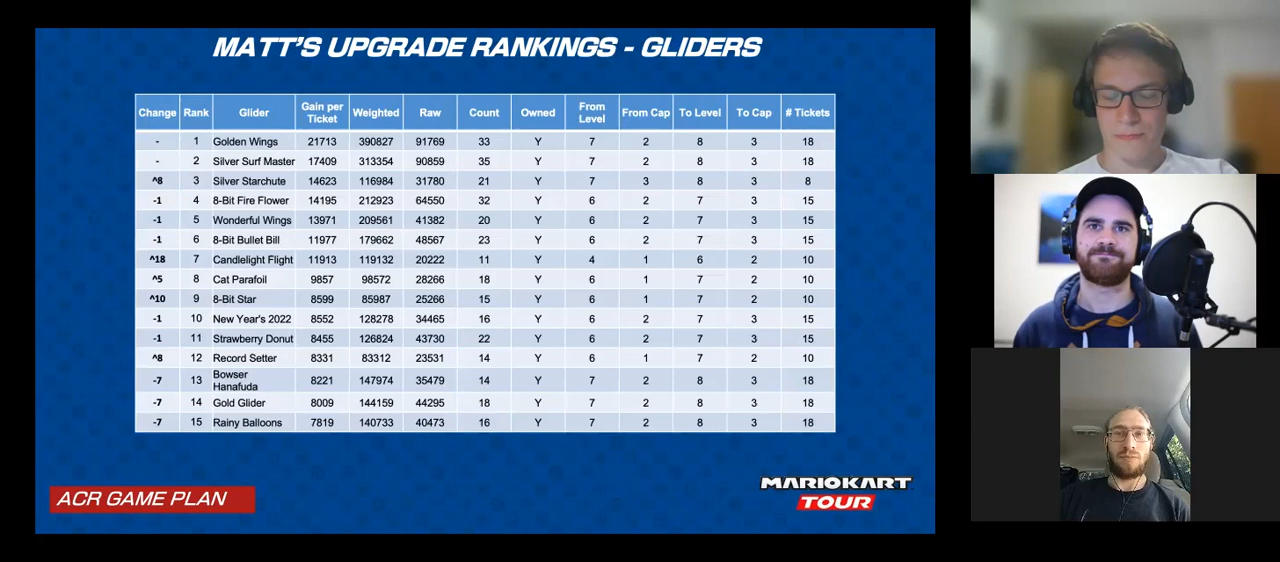 MATT'S UPGRADE RANKINGS - GLIDERS
Change Rank Glider Gain per Ticket Weighted Raw Count Owned From Level From Cap To Level To Cap # Tickets
- 1 Golden Wings 21713 390827 91769 33 Y 7 2 8 3 18
- 2 Silver Surf Master 17409 313354 90859 35 Y 7 2 8 3 18
^8 3 Silver Starchute 14623 116984 31780 21 Y 7 3 8 3 8
-1 4 8-Bit Fire Flower 14195 212923 64550 32 Y 6 2 7 3 15
-1 5 Wonderful Wings 13971 209561 41382 20 Y 6 2 7 3 15
-1 6 8-Bit Bullet Bill 11977 179662 48567 23 Y 6 2 7 3 15
^18 7 Candlelight Flight 11913 119132 20222 11 Y 4 1 6 2 10
^5 8 Cat Parafoil 9857 98572 28266 18 Y 6 1 7 2 10
^10 9 8-Bit Star 8599 85987 25266 15 Y 6 1 7 2 10
-1 10 New Year's 2022 8552 128278 34465 16 Y 6 2 7 3 15
-1 11 Strawberry Donut 8455 126824 43730 22 Y 6 2 7 3 15
^8 12 Record Setter 8331 83312 23531 14 Y 6 1 7 2 10
-7 13 Bowser Hanafuda 8221 147974 35479 14 Y 7 2 8 3 18
-7 14 Gold Glider 8009 144159 44295 18 Y 7 2 8 3 18
-7 15 Rainy Balloons 7819 140733 40473 16 Y 7 2 8 3 18
ACR GAME PLAN
MARIOKART
TOUR